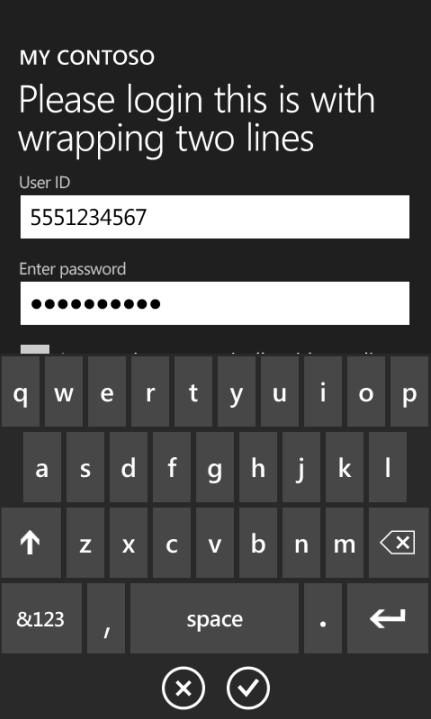 MY CONTOSO
Please login this is with
wrapping two lines
User ID
5551234567
Enter password
●●●●●●●●●●
q w e r t y u i o p
a s d f g h j k l
z x c v b n m
&123 , space .